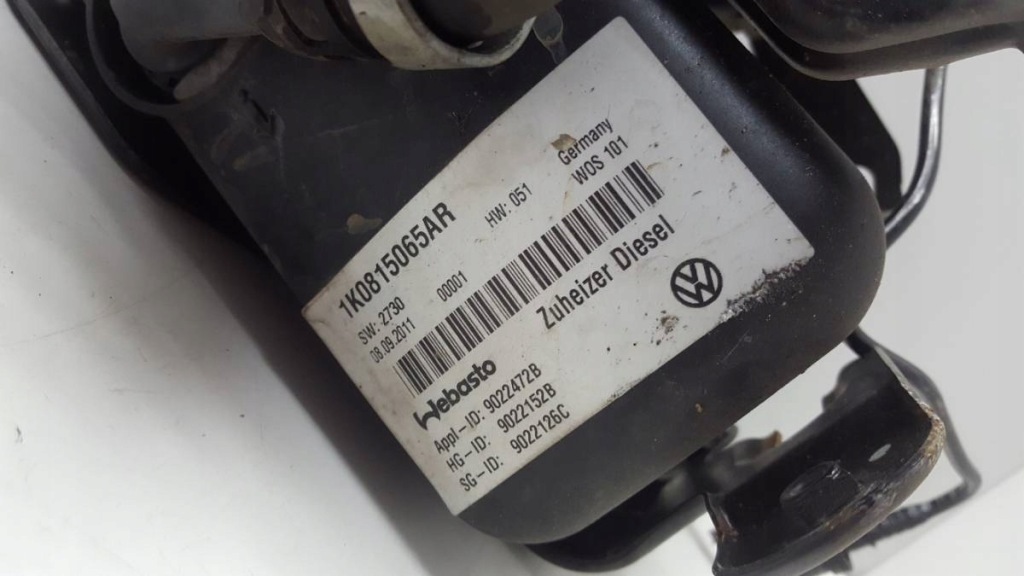 1K0815065AR
SW: 2730 HW: 051 Germany
08.09.2011 00001 WOS 101
Zuheizer Diesel
Webasto
Appl-ID: 9022472B
HG-ID: 9022152B
SG-ID: 9022126C
VW